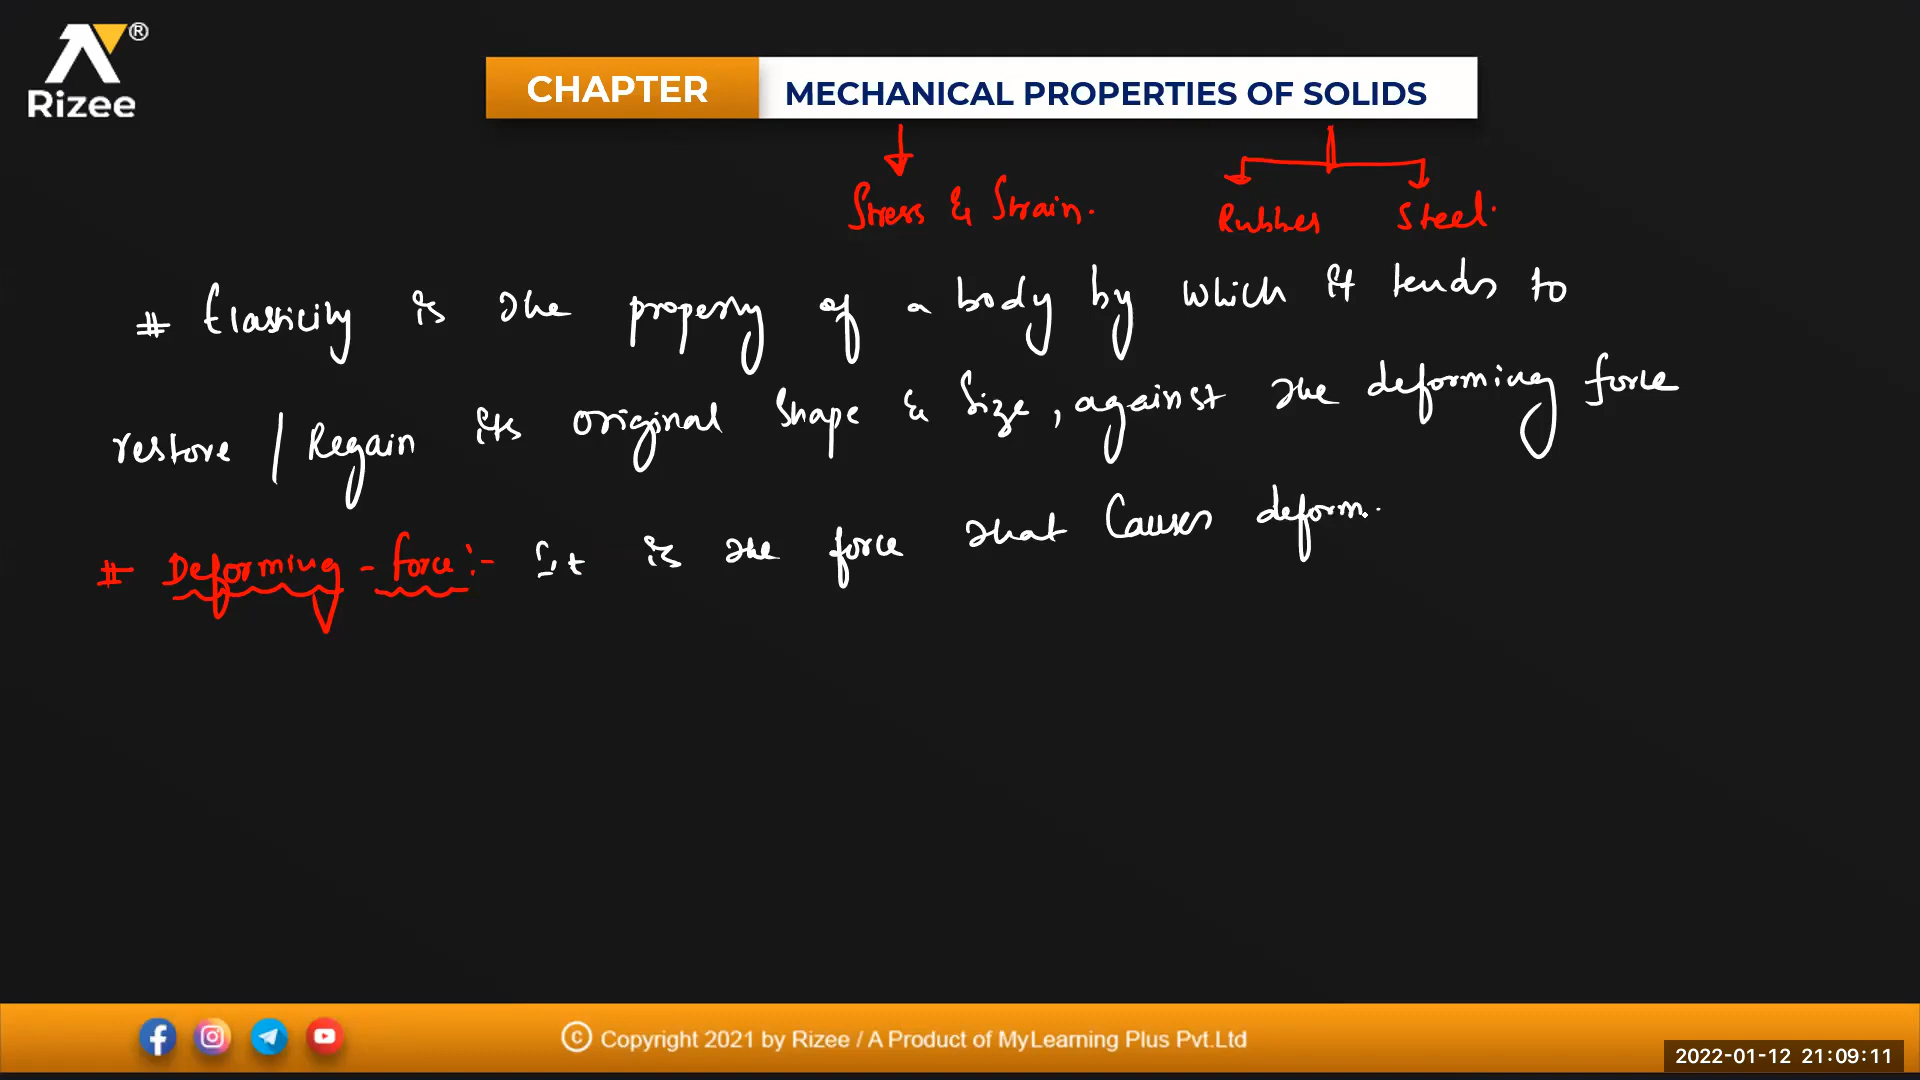 Rizee®
CHAPTER MECHANICAL PROPERTIES OF SOLIDS
Stress & Strain. Rubber Steel.
# Elasticity is the property of a body by which it tends to
restore / Regain its original shape & Size, against the deforming force
# Deforming - force :- It is the force that Causes deform.
© Copyright 2021 by Rizee / A Product of MyLearning Plus Pvt.Ltd
2022-01-12 21:09:11